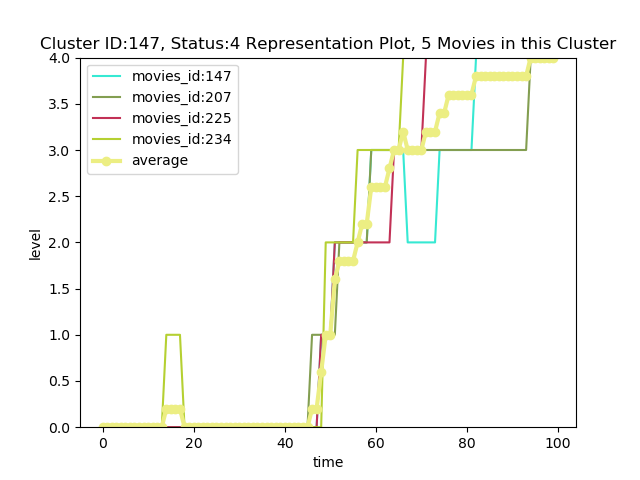 Cluster ID:147, Status:4 Representation Plot, 5 Movies in this Cluster
movies_id:147
movies_id:207
movies_id:225
movies_id:234
average
level
4.0
3.5
3.0
2.5
2.0
1.5
1.0
0.5
0.0
0 20 40 60 80 100
time